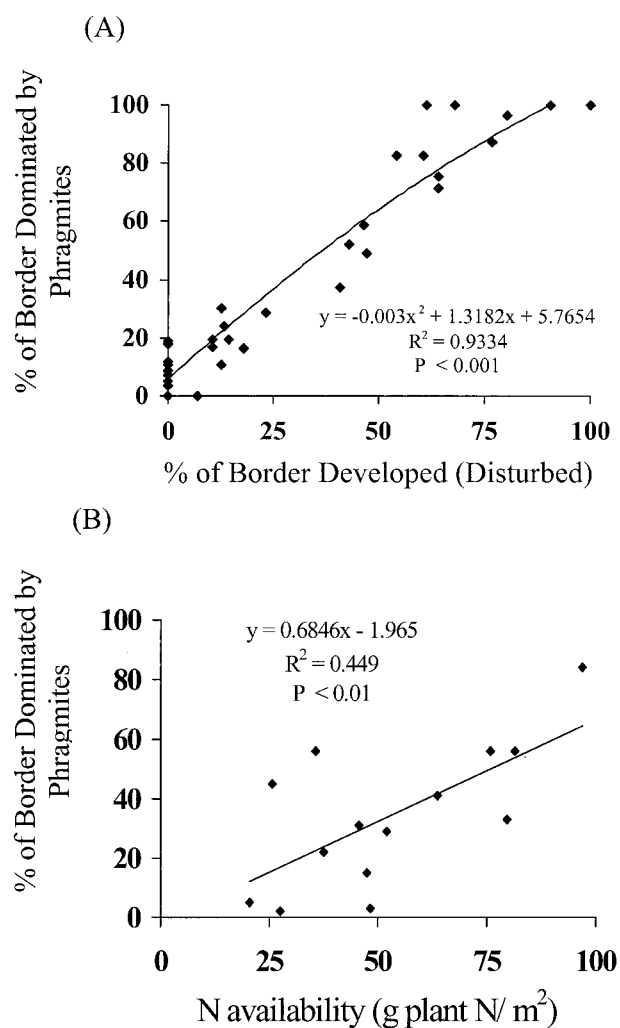 (A)
% of Border Dominated by
Phragmites
100
80
60
40
20
0
y = -0.003x² + 1.3182x + 5.7654
R² = 0.9334
P < 0.001
0 25 50 75 100
% of Border Developed (Disturbed)
(B)
% of Border Dominated by
Phragmites
100
80
60
40
20
0
y = 0.6846x - 1.965
R² = 0.449
P < 0.01
0 25 50 75 100
N availability (g plant N/ m²)